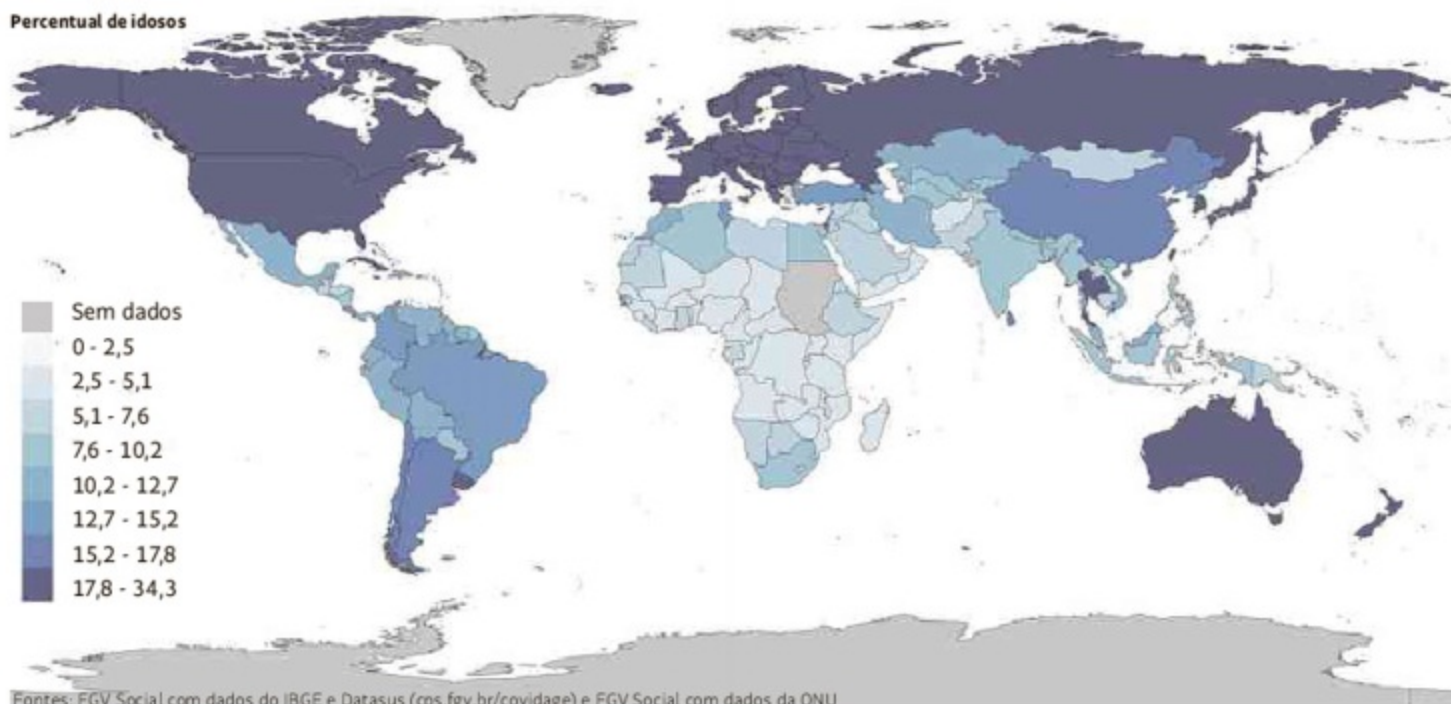 Percentual de idosos
Sem dados
0 - 2,5
2,5 - 5,1
5,1 - 7,6
7,6 - 10,2
10,2 - 12,7
12,7 - 15,2
15,2 - 17,8
17,8 - 34,3
Fontes: FGV Social com dados do IBGE e Datasus (cps.fgv.br/covidage) e FGV Social com dados da ONU